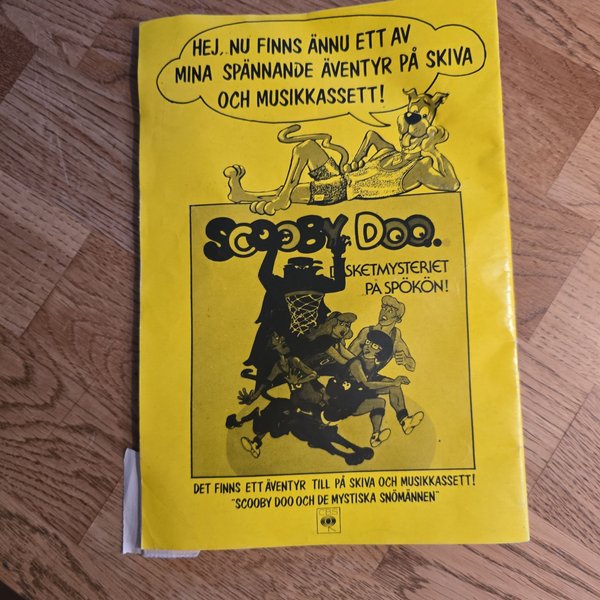 HEJ, NU FINNS ÄNNU ETT AV
MINA SPÄNNANDE ÄVENTYR PÅ SKIVA
OCH MUSIKKASSETT!
SCOOBY DOO..
SKETMYSTERIET
PÅ SPÖKÖN!
DET FINNS ETT ÄVENTYR TILL PÅ SKIVA OCH MUSIKKASSETT!
"SCOOBY DOO OCH DE MYSTISKA SNÖMÄNNEN"
CBS